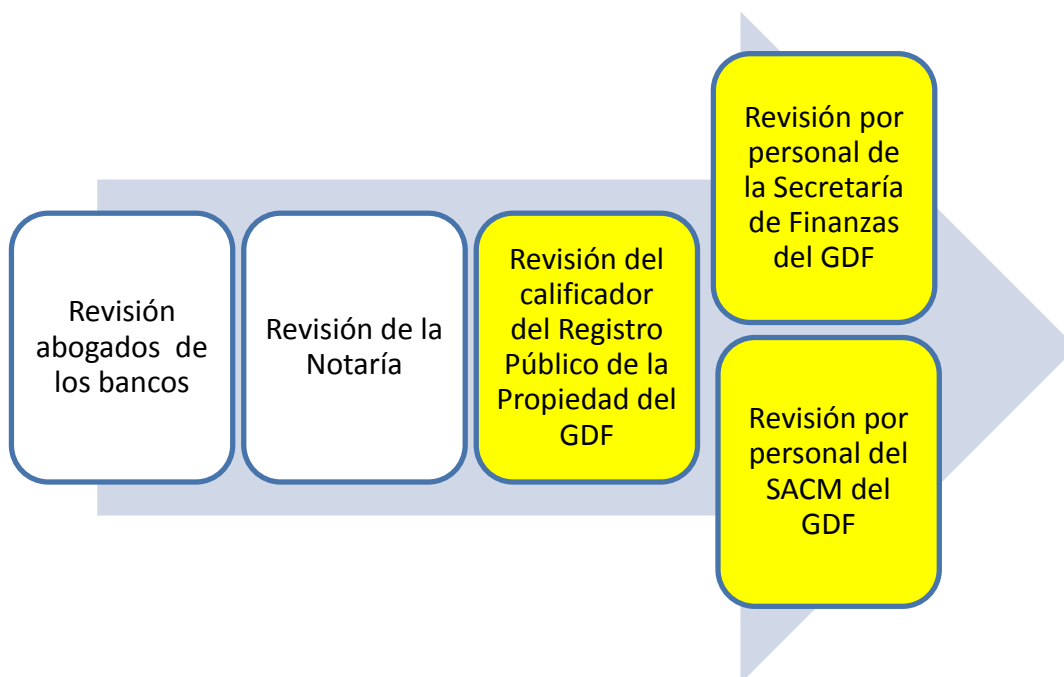 Revisión
abogados de
los bancos
Revisión de la
Notaría
Revisión del
calificador
del Registro
Público de la
Propiedad del
GDF
Revisión por
personal de
la Secretaría
de Finanzas
del GDF
Revisión por
personal del
SACM del
GDF